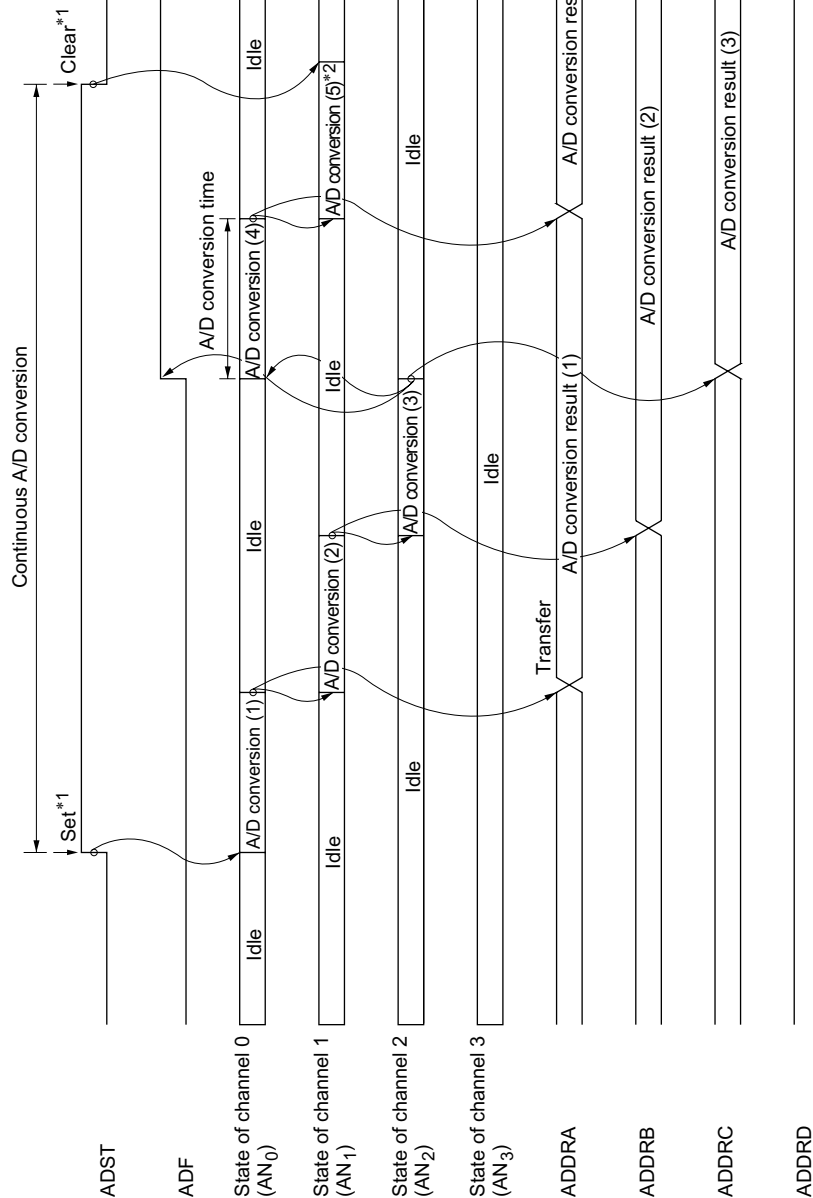 Continuous A/D conversion
Set*1
Clear*1
ADST
ADF
A/D conversion time
State of channel 0
(AN0)
Idle
A/D conversion (1)
Idle
A/D conversion (4)
Idle
State of channel 1
(AN1)
Idle
A/D conversion (2)
Idle
A/D conversion (5)*2
State of channel 2
(AN2)
Idle
A/D conversion (3)
Idle
State of channel 3
(AN3)
Idle
Transfer
ADDRA
A/D conversion result (1)
A/D conversion res
ADDRB
A/D conversion result (2)
ADDRC
A/D conversion result (3)
ADDRD